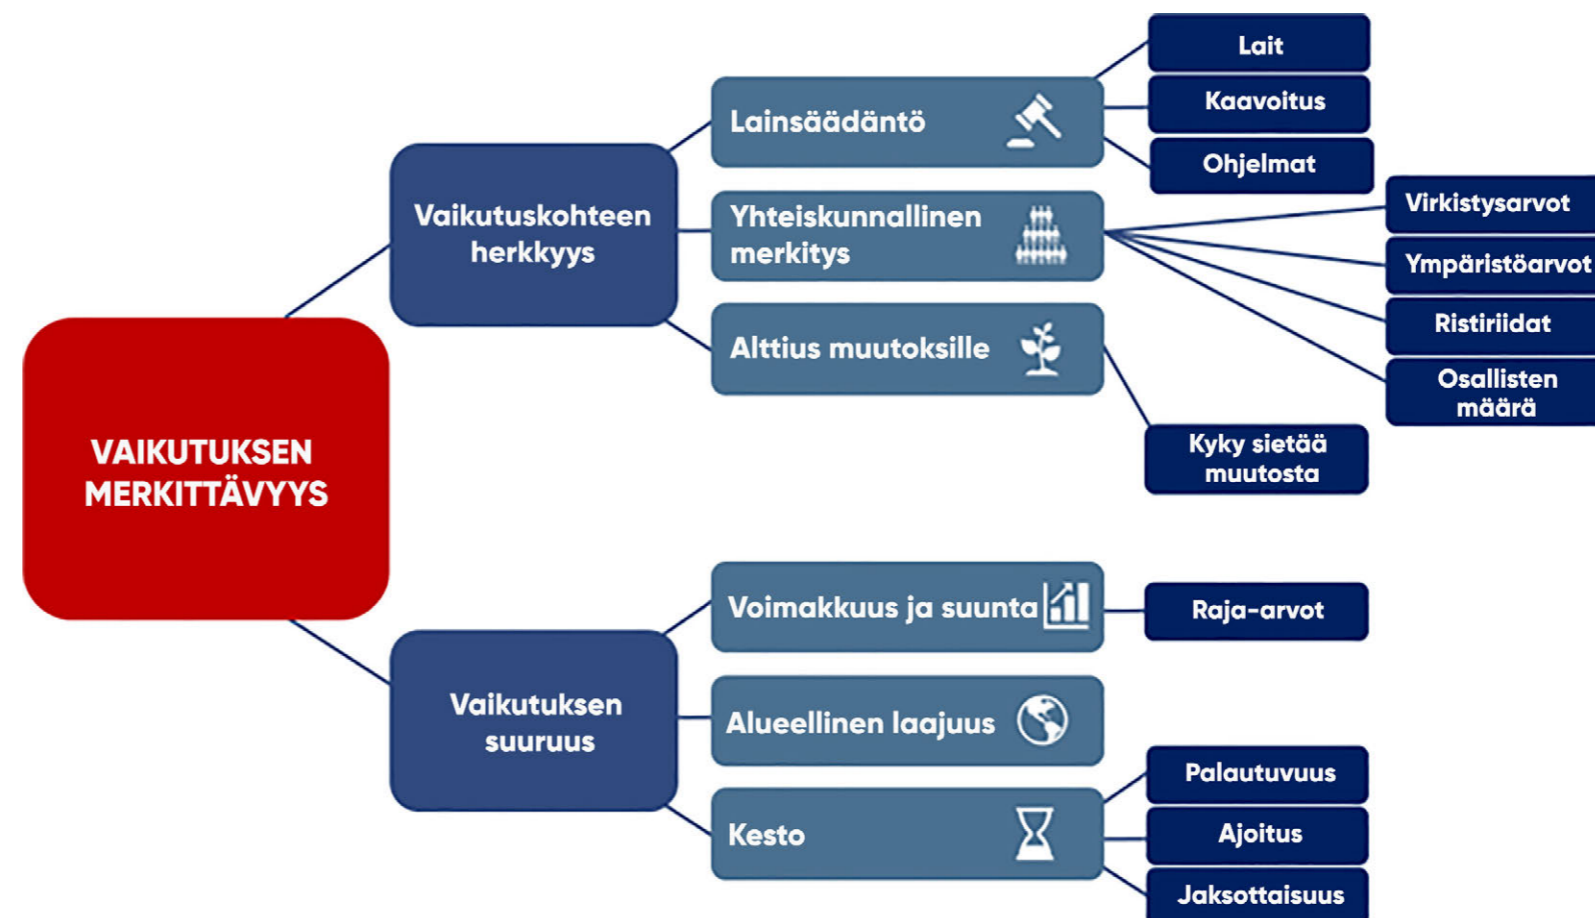 VAIKUTUKSEN
MERKITTÄVYYS
Vaikutuskohteen
herkkyys
Lainsäädäntö
Lait
Kaavoitus
Ohjelmat
Yhteiskunnallinen
merkitys
Virkistysarvot
Ympäristöarvot
Ristiriidat
Osallisten
määrä
Alttius muutoksille
Kyky sietää
muutosta
Vaikutuksen
suuruus
Voimakkuus ja suunta
Raja-arvot
Alueellinen laajuus
Kesto
Palautuvuus
Ajoitus
Jaksottaisuus